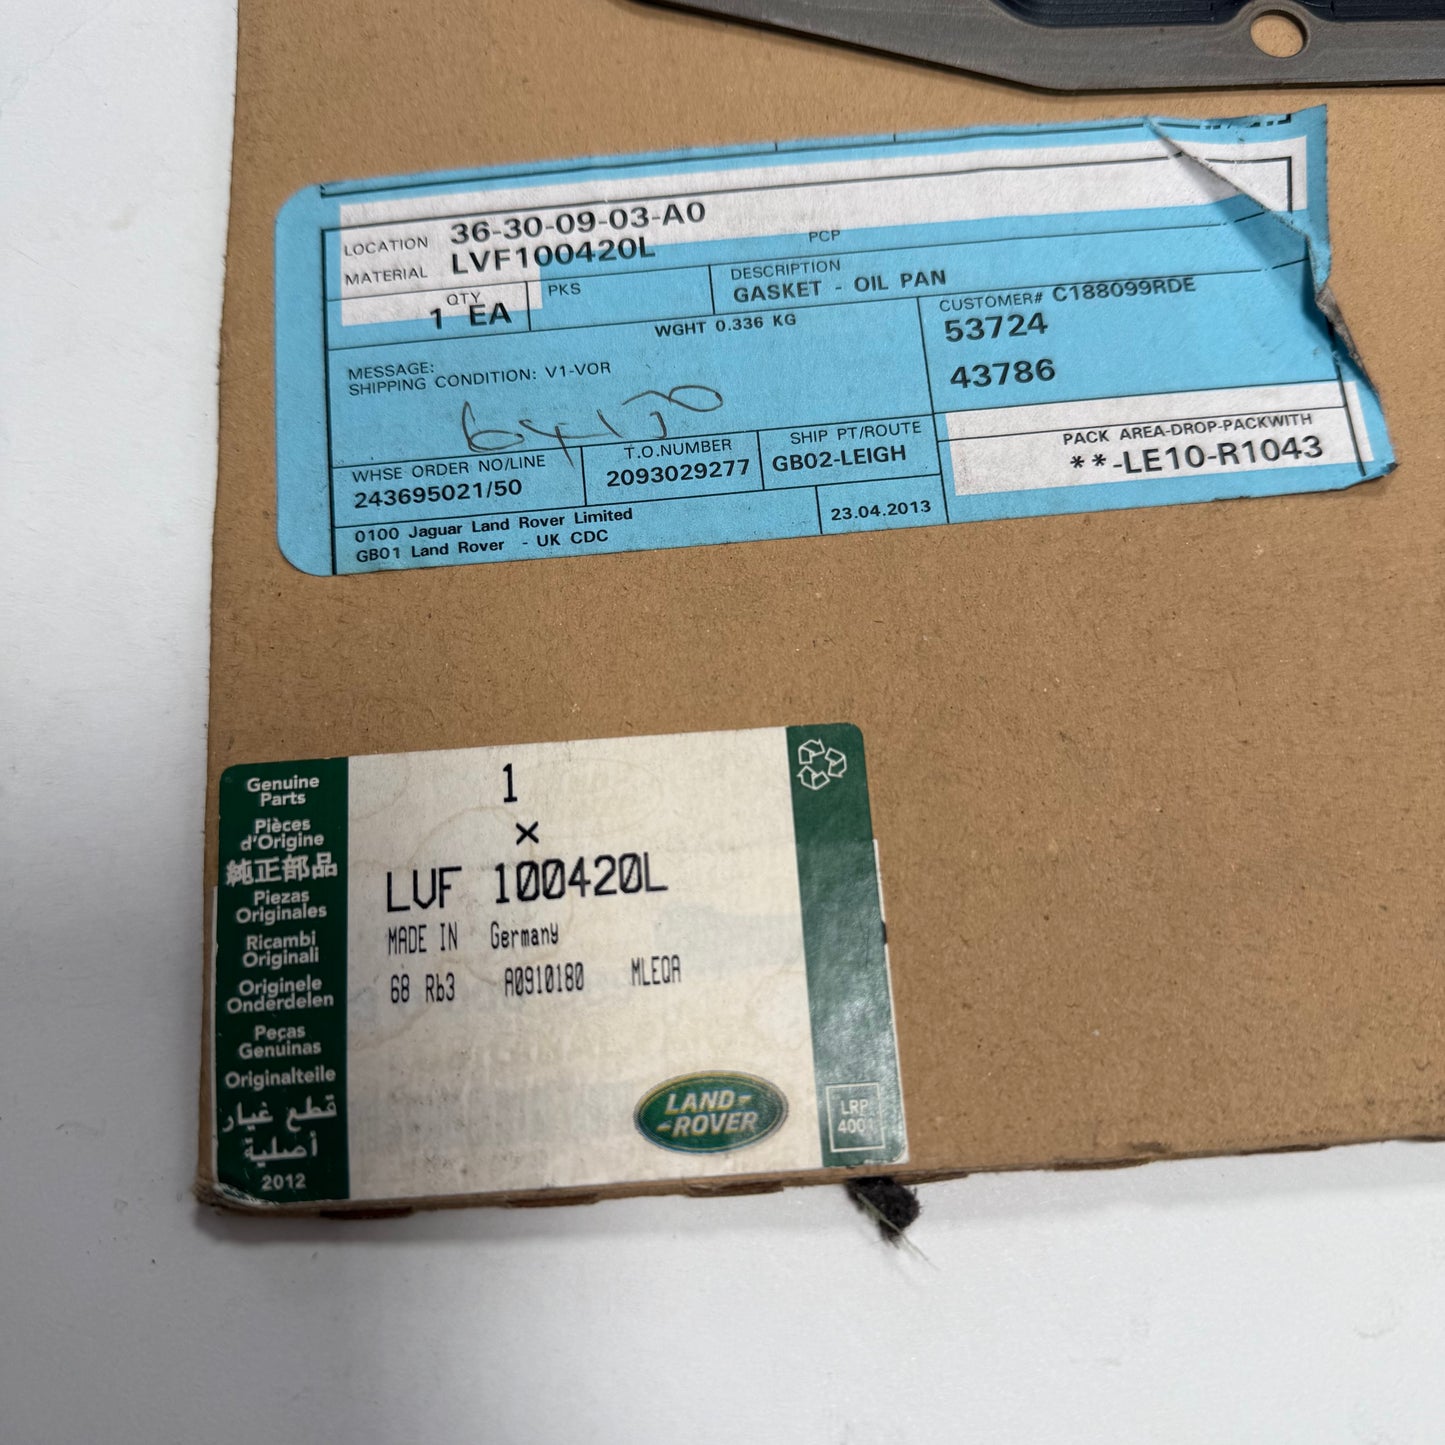 LOCATION 36-30-09-03-A0
MATERIAL LVF100420L
PCP
QTY
1 EA
PKS
DESCRIPTION
GASKET - OIL PAN
WGHT 0.336 KG
CUSTOMER# C188099RDE
53724
43786
MESSAGE:
SHIPPING CONDITION: V1-VOR
WHSE ORDER NO/LINE
243695021/50
T.O.NUMBER
2093029277
SHIP PT/ROUTE
GB02-LEIGH
PACK AREA-DROP-PACKWITH
**-LE10-R1043
0100 Jaguar Land Rover Limited
GB01 Land Rover - UK CDC
23.04.2013
Genuine
Parts
Pièces
d'Origine
純正部品
Piezas
Originales
Ricambi
Originali
Originele
Onderdelen
Peças
Genuinas
Originalteile
قطع غيار
أصلية
2012
1
×
LVF 100420L
MADE IN Germany
68 Rb3 A0910180 MLEQA
LAND-
-ROVER
LRP
4001